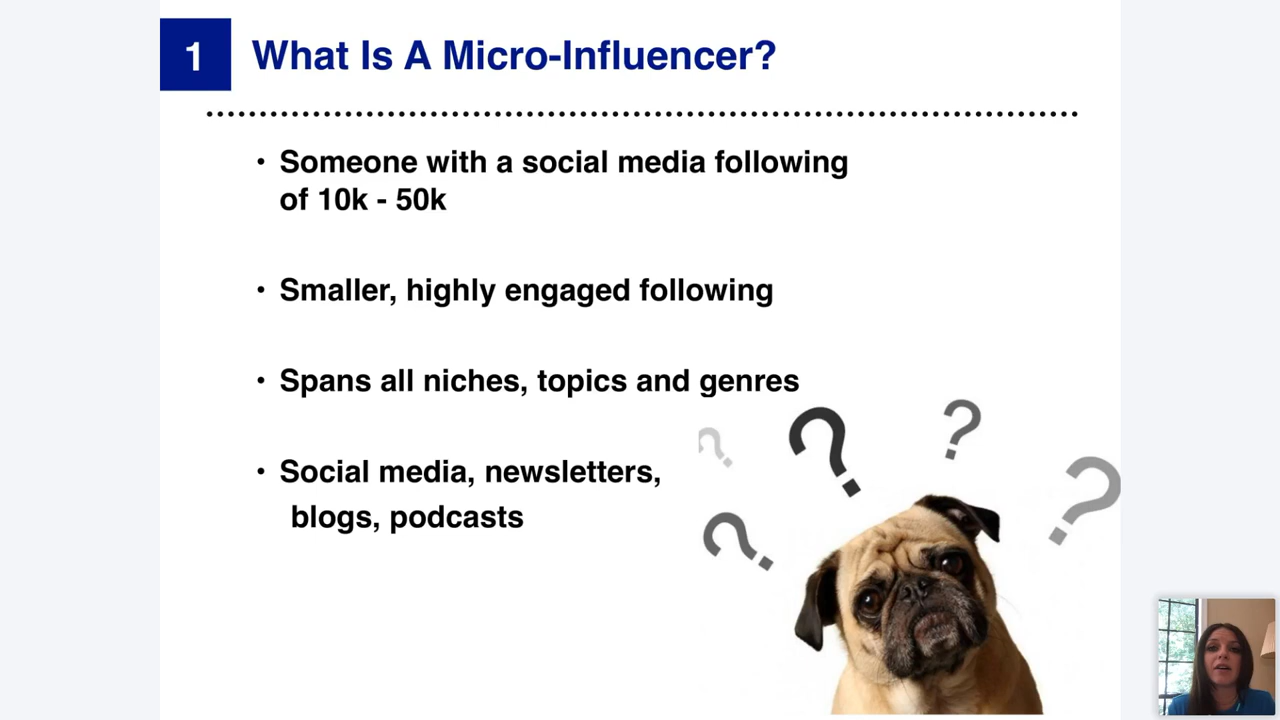 1 What Is A Micro-Influencer?
• Someone with a social media following
of 10k - 50k
• Smaller, highly engaged following
• Spans all niches, topics and genres
• Social media, newsletters,
blogs, podcasts
? ? ? ? ?